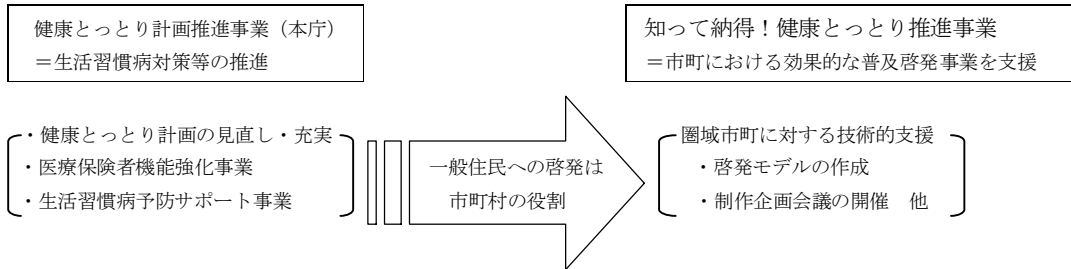 健康とっとり計画推進事業（本庁）
＝生活習慣病対策等の推進
・健康とっとり計画の見直し・充実
・医療保険者機能強化事業
・生活習慣病予防サポート事業
一般住民への啓発は
市町村の役割
知って納得！健康とっとり推進事業
＝市町における効果的な普及啓発事業を支援
圏域市町に対する技術的支援
・啓発モデルの作成
・制作企画会議の開催　他